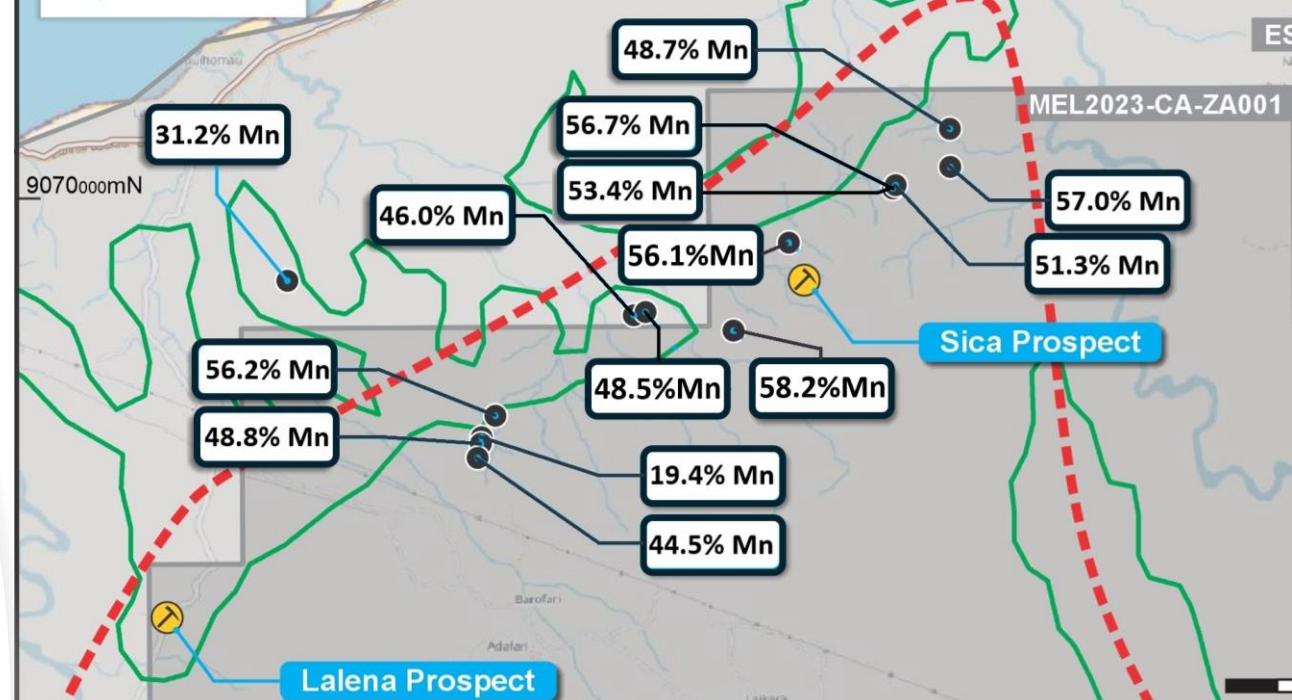 48.7% Mn
ES
MEL2023-CA-ZA001
56.7% Mn
31.2% Mn
53.4% Mn
9070000mN
46.0% Mn
57.0% Mn
56.1%Mn
51.3% Mn
Sica Prospect
56.2% Mn
48.5%Mn
58.2%Mn
48.8% Mn
19.4% Mn
44.5% Mn
Barofari
Adafan
Lalena Prospect